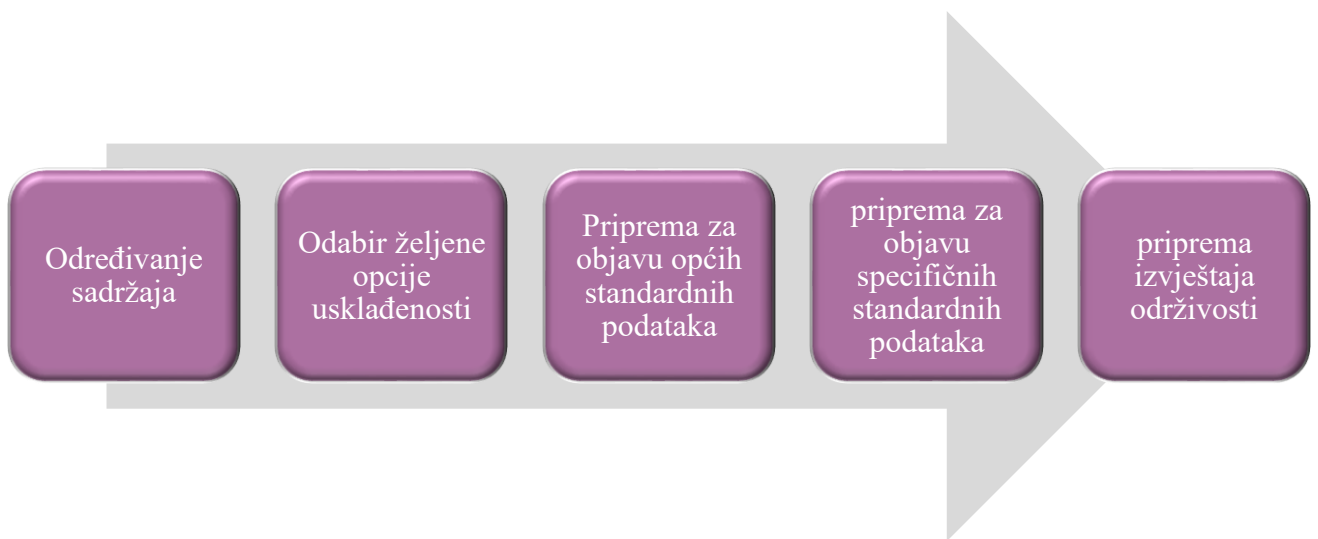 Određivanje
sadržaja
Odabir željene
opcije
usklađenosti
Priprema za
objavu općih
standardnih
podataka
priprema za
objavu
specifičnih
standardnih
podataka
priprema
izvještaja
održivosti